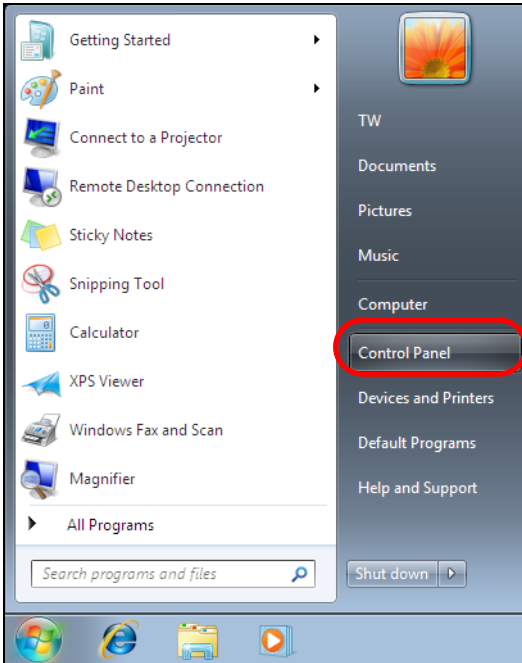 Getting Started
Paint
Connect to a Projector
Remote Desktop Connection
Sticky Notes
Snipping Tool
Calculator
XPS Viewer
Windows Fax and Scan
Magnifier
All Programs
Search programs and files
TW
Documents
Pictures
Music
Computer
Control Panel
Devices and Printers
Default Programs
Help and Support
Shut down